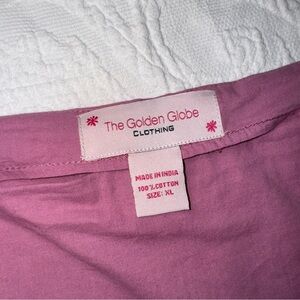 The Golden Globe
CLOTHING
MADE IN INDIA
100% COTTON
SIZE: XL